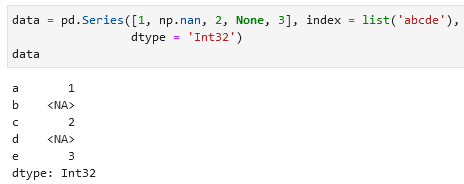 data = pd.Series([1, np.nan, 2, None, 3], index = list('abcde'),
                 dtype = 'Int32')
data
a       1
b    <NA>
c       2
d    <NA>
e       3
dtype: Int32